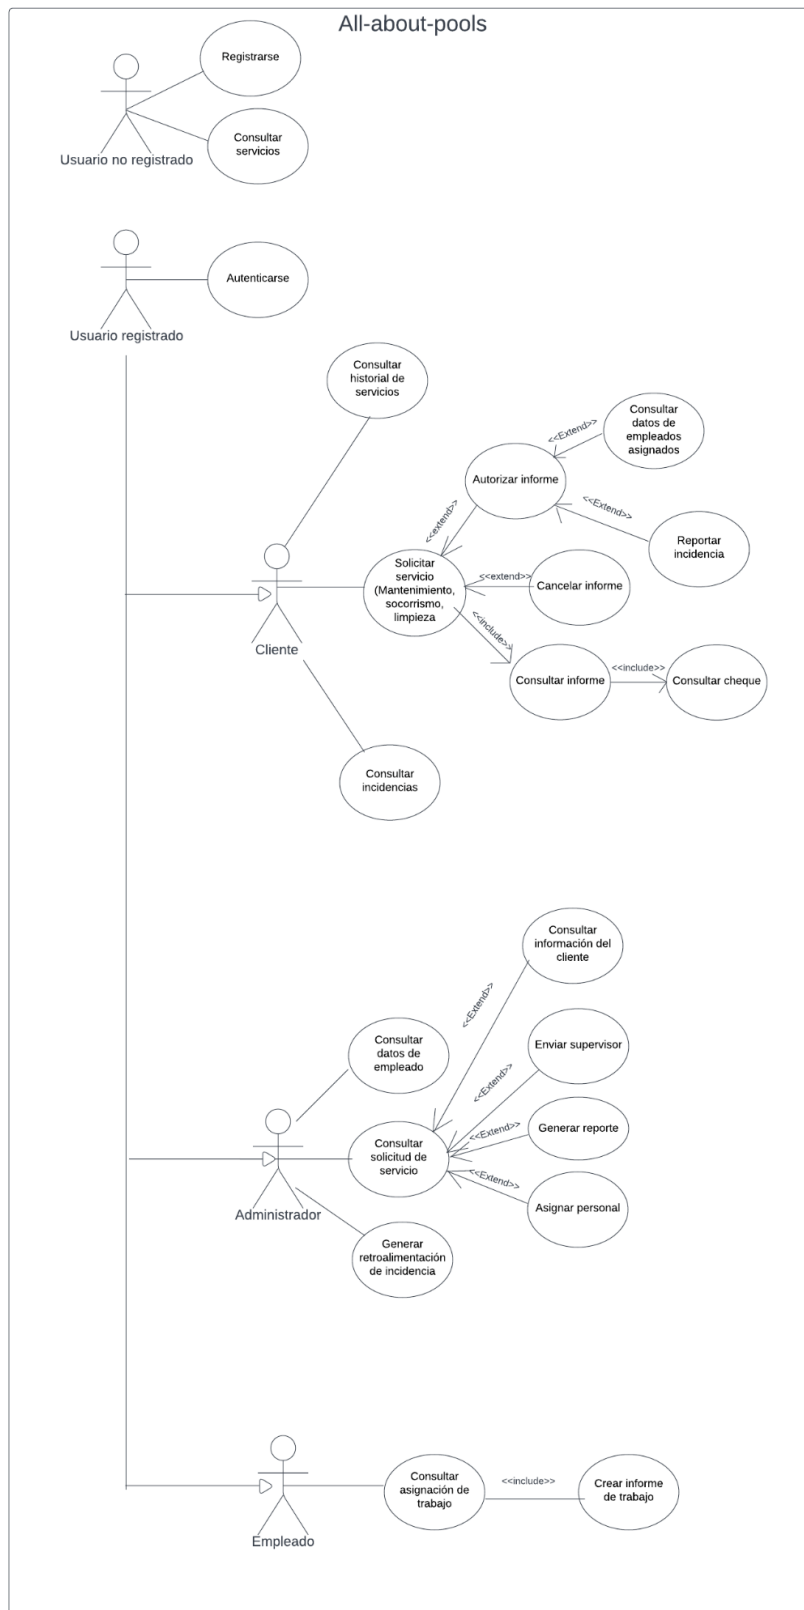 All-about-pools
Registrarse
Consultar
servicios
Usuario no registrado
Autenticarse
Usuario registrado
Consultar
historial de
servicios
Consultar
datos de
empleados
asignados
<<Extend>>
Autorizar informe
<<Extend>>
Reportar
incidencia
<<extend>>
Solicitar
servicio
(Mantenimiento,
socorrismo,
limpieza
<<extend>>
Cancelar informe
<<include>>
Cliente
Consultar informe
<<include>>
Consultar cheque
Consultar
incidencias
Consultar
información del
cliente
<<Extend>>
Consultar
datos de
empleado
Enviar supervisor
<<Extend>>
Consultar
solicitud de
servicio
<<Extend>>
Generar reporte
<<Extend>>
Asignar personal
Administrador
Generar
retroalimentación
de incidencia
Consultar
asignación de
trabajo
<<include>>
Crear informe
de trabajo
Empleado